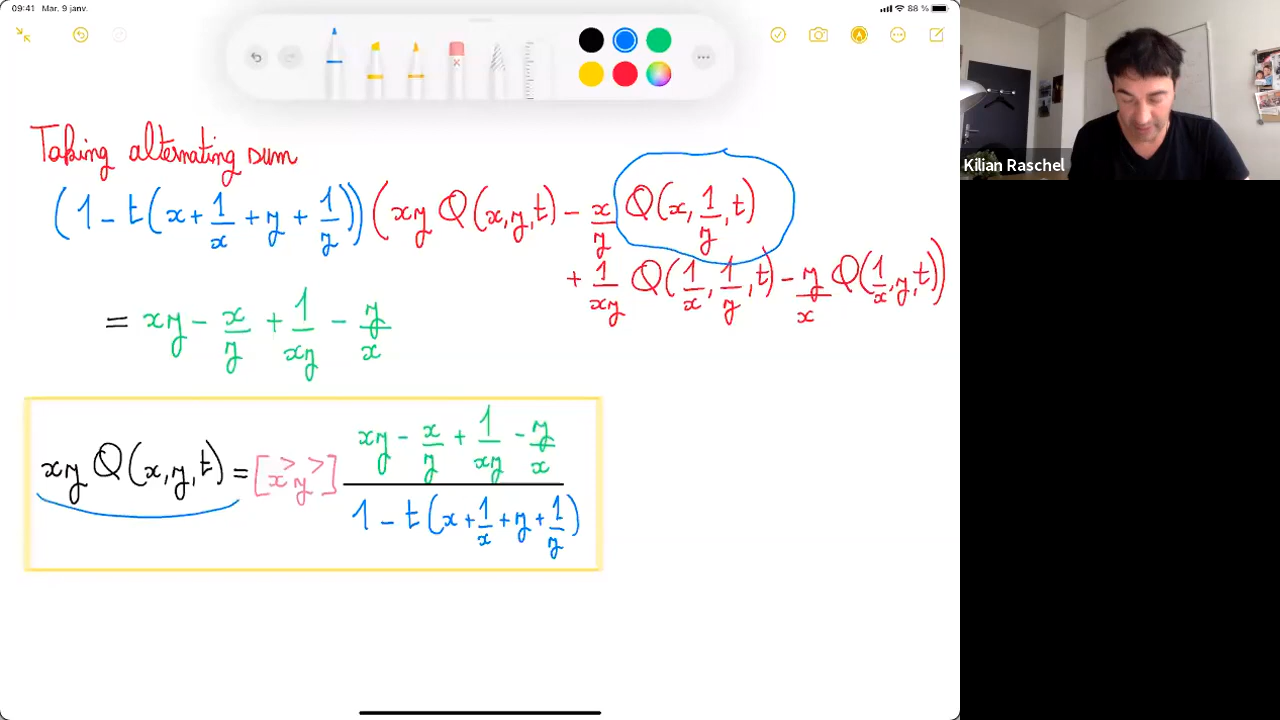 09:41 Mar. 9 janv.
88 %
Taking alternating sum
(1 - t(x + 1/x + y + 1/y)) (xy Q(x,y,t) - x/y Q(x, 1/y, t)
+ 1/xy Q(1/x, 1/y, t) - y/x Q(1/x, y, t))
= xy - x/y + 1/xy - y/x
xy Q(x,y,t) = [x^> y^>] (xy - x/y + 1/xy - y/x) / (1 - t(x + 1/x + y + 1/y))
Kilian Raschel